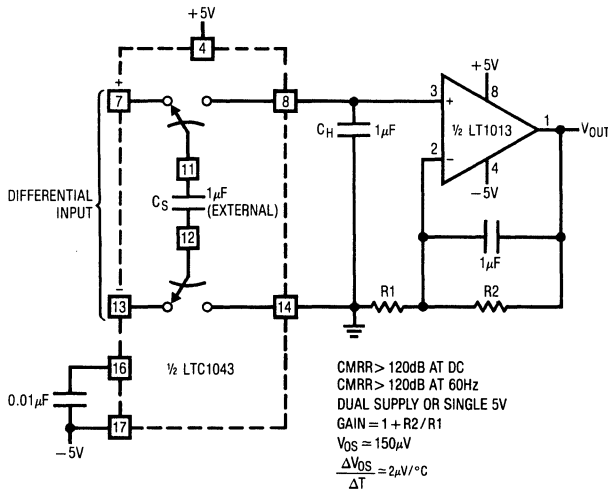 +5V
4
+
7
8
3
+
+5V
8
1
VOUT
½ LT1013
CH
1µF
2
−
4
−5V
11
DIFFERENTIAL
INPUT
CS
1µF
(EXTERNAL)
12
1µF
−
13
14
R1
R2
16
½ LTC1043
0.01µF
17
−5V
CMRR > 120dB AT DC
CMRR > 120dB AT 60Hz
DUAL SUPPLY OR SINGLE 5V
GAIN = 1 + R2/R1
VOS ≃ 150µV
ΔVOS
ΔT
≃ 2µV/°C